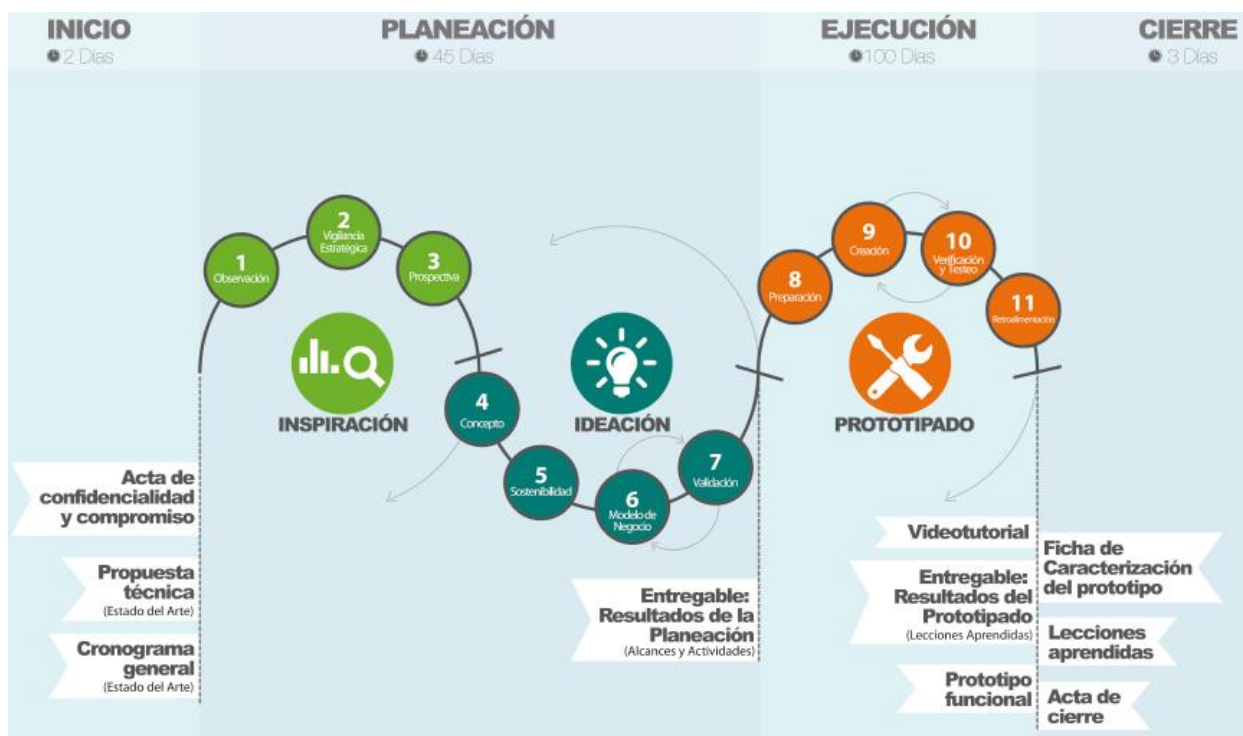 INICIO
2 Días
PLANEACIÓN
45 Días
EJECUCIÓN
100 Días
CIERRE
3 Días
1
Observación
2
Vigilancia
Estratégica
3
Prospectiva
INSPIRACIÓN
4
Concepto
5
Sostenibilidad
6
Modelo de
Negocio
7
Validación
IDEACIÓN
8
Preparación
9
Creación
10
Verificación
y Testeo
11
Retroalimentación
PROTOTIPADO
Acta de
confidencialidad
y compromiso
Propuesta
técnica
(Estado del Arte)
Cronograma
general
(Estado del Arte)
Entregable:
Resultados de la
Planeación
(Alcances y Actividades)
Videotutorial
Entregable:
Resultados del
Prototipado
(Lecciones Aprendidas)
Prototipo
funcional
Ficha de
Caracterización
del prototipo
Lecciones
aprendidas
Acta de
cierre